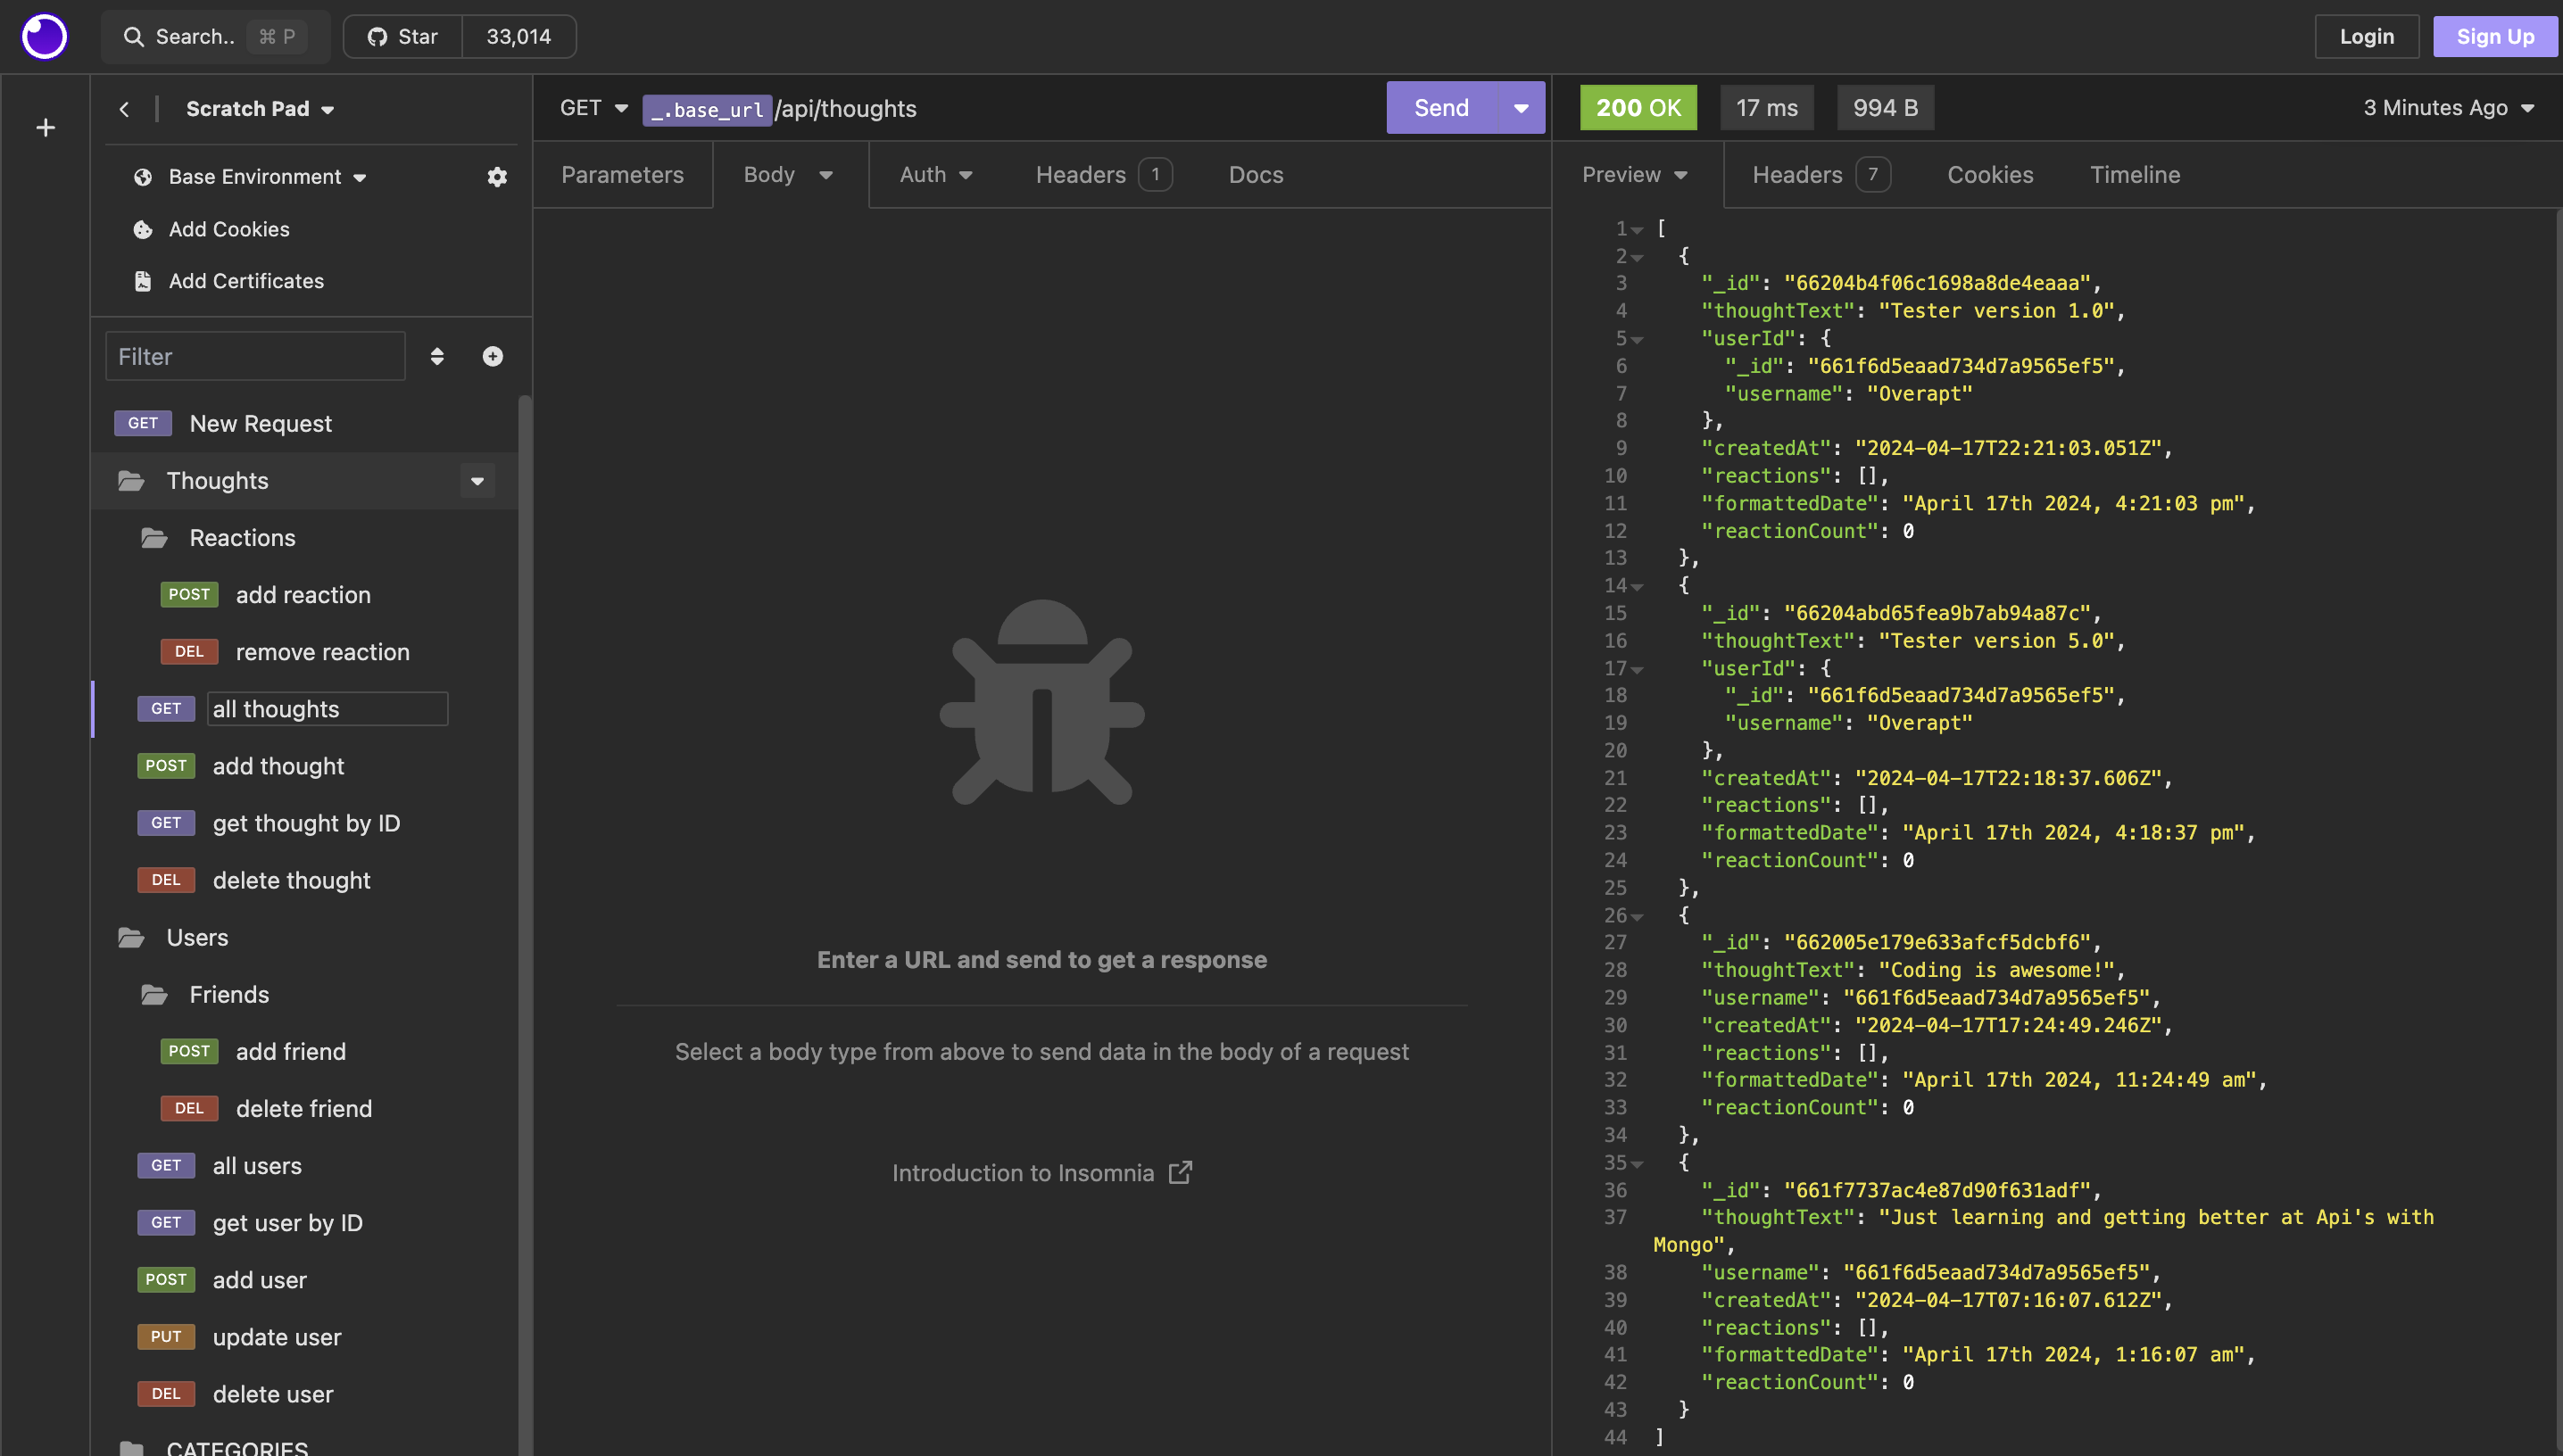 Search.. ⌘ P
Star 33,014
Login
Sign Up
Scratch Pad
Base Environment
Add Cookies
Add Certificates
Filter
GET New Request
Thoughts
Reactions
POST add reaction
DEL remove reaction
GET all thoughts
POST add thought
GET get thought by ID
DEL delete thought
Users
Friends
POST add friend
DEL delete friend
GET all users
GET get user by ID
POST add user
PUT update user
DEL delete user
CATEGORIES
GET _.base_url/api/thoughts
Send
Parameters Body Auth Headers 1 Docs
Enter a URL and send to get a response
Select a body type from above to send data in the body of a request
Introduction to Insomnia
200 OK 17 ms 994 B 3 Minutes Ago
Preview Headers 7 Cookies Timeline
1 [
2 {
3 "_id": "66204b4f06c1698a8de4eaaa",
4 "thoughtText": "Tester version 1.0",
5 "userId": {
6 "_id": "661f6d5eaad734d7a9565ef5",
7 "username": "Overapt"
8 },
9 "createdAt": "2024-04-17T22:21:03.051Z",
10 "reactions": [],
11 "formattedDate": "April 17th 2024, 4:21:03 pm",
12 "reactionCount": 0
13 },
14 {
15 "_id": "66204abd65fea9b7ab94a87c",
16 "thoughtText": "Tester version 5.0",
17 "userId": {
18 "_id": "661f6d5eaad734d7a9565ef5",
19 "username": "Overapt"
20 },
21 "createdAt": "2024-04-17T22:18:37.606Z",
22 "reactions": [],
23 "formattedDate": "April 17th 2024, 4:18:37 pm",
24 "reactionCount": 0
25 },
26 {
27 "_id": "662005e179e633afcf5dcbf6",
28 "thoughtText": "Coding is awesome!",
29 "username": "661f6d5eaad734d7a9565ef5",
30 "createdAt": "2024-04-17T17:24:49.246Z",
31 "reactions": [],
32 "formattedDate": "April 17th 2024, 11:24:49 am",
33 "reactionCount": 0
34 },
35 {
36 "_id": "661f7737ac4e87d90f631adf",
37 "thoughtText": "Just learning and getting better at Api's with
Mongo",
38 "username": "661f6d5eaad734d7a9565ef5",
39 "createdAt": "2024-04-17T07:16:07.612Z",
40 "reactions": [],
41 "formattedDate": "April 17th 2024, 1:16:07 am",
42 "reactionCount": 0
43 }
44 ]